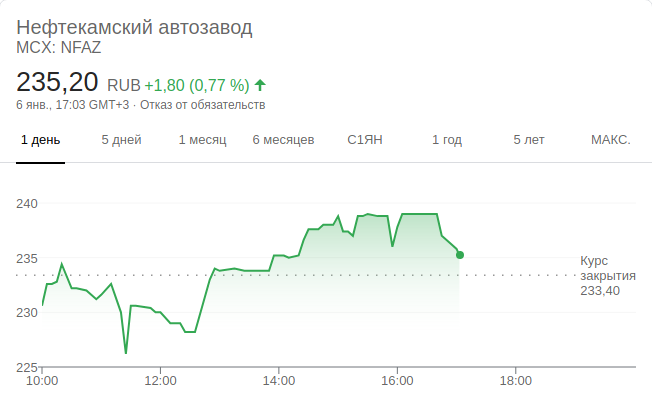 Нефтекамский автозавод
MCX: NFAZ
235,20 RUB +1,80 (0,77 %)
6 янв., 17:03 GMT+3 · Отказ от обязательств
1 день 5 дней 1 месяц 6 месяцев С1ЯН 1 год 5 лет МАКС.
240
235
230
225
Курс
закрытия
233,40
10:00 12:00 14:00 16:00 18:00